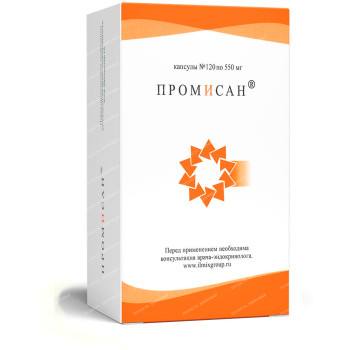 капсулы №120 по 550 мг
ПРОМИСАН®
Перед применением необходима
консультация врача-эндокринолога.
www.ilmixgroup.ru
ПРОМИСАН®